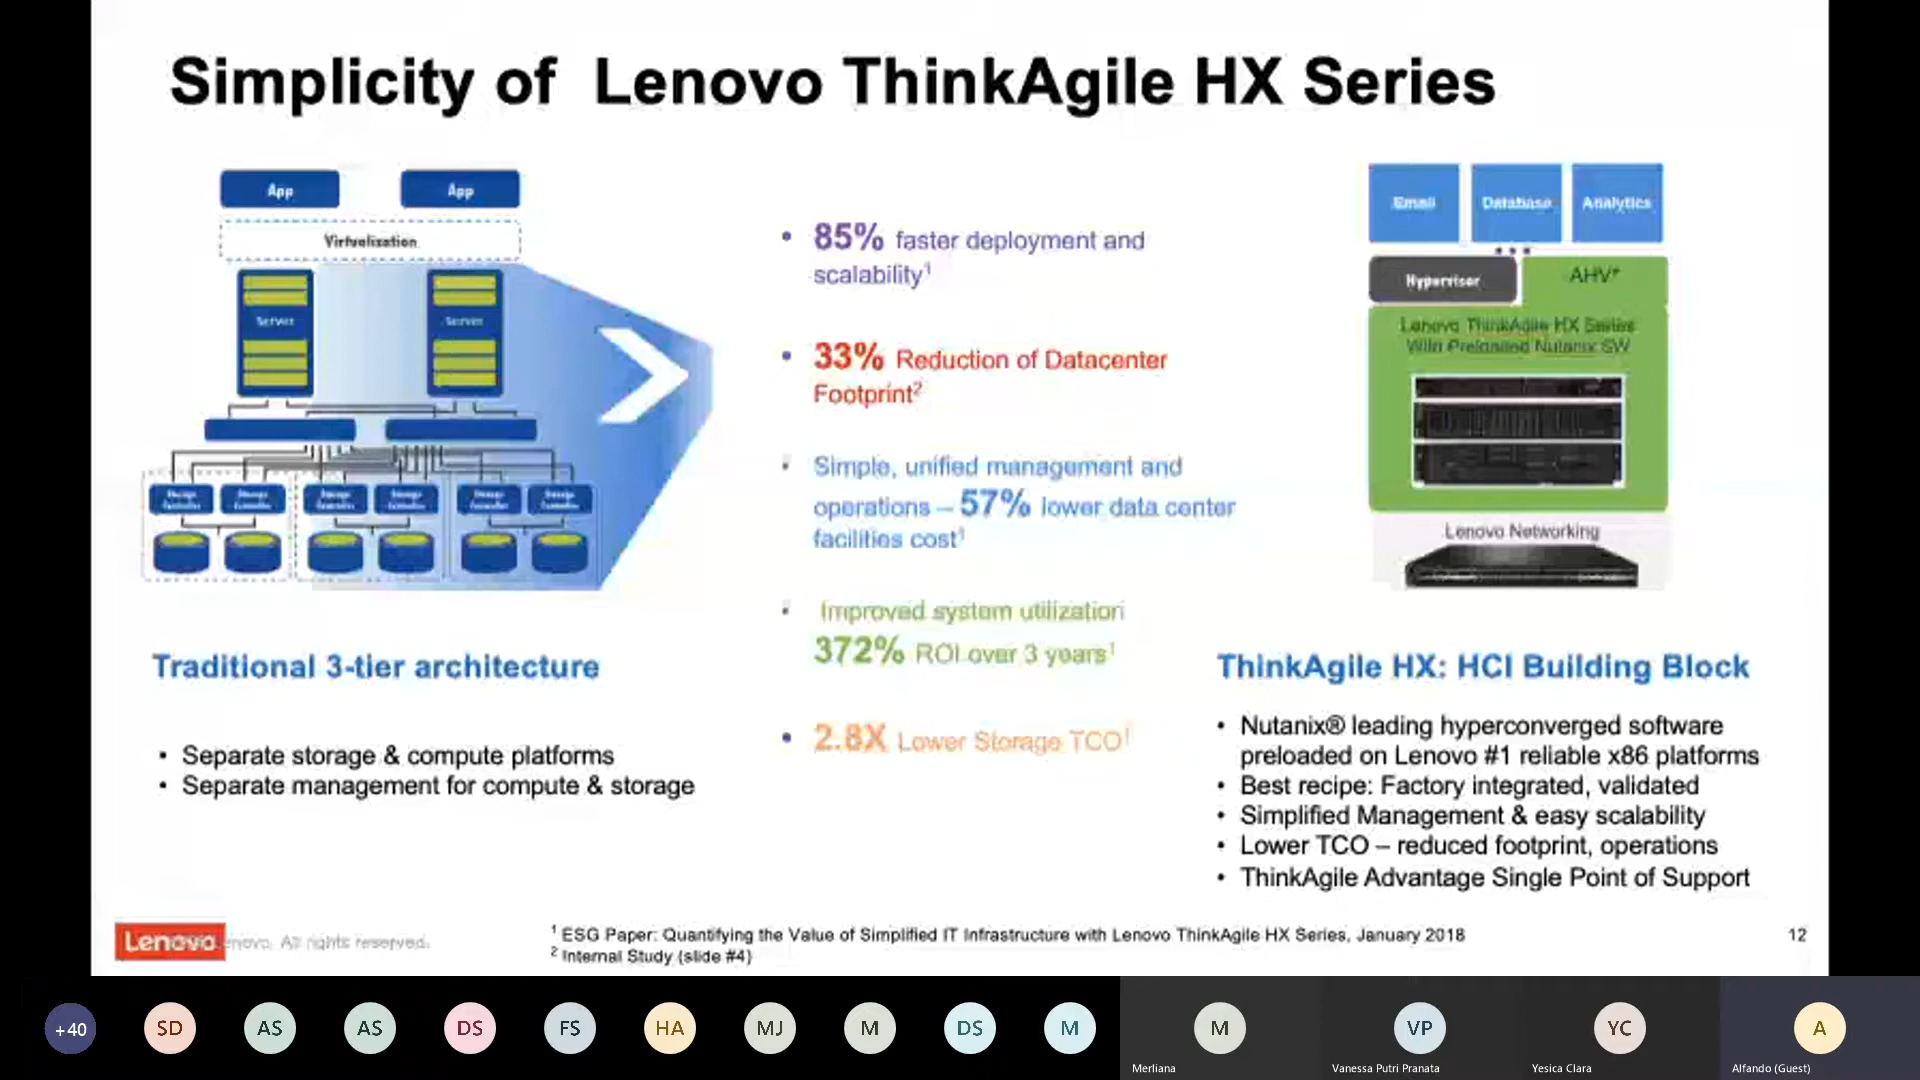 Simplicity of Lenovo ThinkAgile HX Series
App
App
Virtualization
Server
Server
Storage Controller
Storage Controller
Storage Controller
Storage Controller
Storage Controller
Storage Controller
Traditional 3-tier architecture
• Separate storage & compute platforms
• Separate management for compute & storage
• 85% faster deployment and
scalability¹
• 33% Reduction of Datacenter
Footprint²
• Simple, unified management and
operations – 57% lower data center
facilities cost¹
• Improved system utilization
372% ROI over 3 years¹
• 2.8X Lower Storage TCO¹
Email
Database
Analytics
Hypervisor
AHV*
Lenovo ThinkAgile HX Series
With Preloaded Nutanix SW
Lenovo Networking
ThinkAgile HX: HCI Building Block
• Nutanix® leading hyperconverged software
preloaded on Lenovo #1 reliable x86 platforms
• Best recipe: Factory integrated, validated
• Simplified Management & easy scalability
• Lower TCO – reduced footprint, operations
• ThinkAgile Advantage Single Point of Support
Lenovo
enovo. All rights reserved.
¹ ESG Paper: Quantifying the Value of Simplified IT Infrastructure with Lenovo ThinkAgile HX Series, January 2018
² Internal Study (slide #4)
12
+40
SD
AS
AS
DS
FS
HA
MJ
M
DS
M
M
Merliana
VP
Vanessa Putri Pranata
YC
Yesica Clara
A
Alfando (Guest)